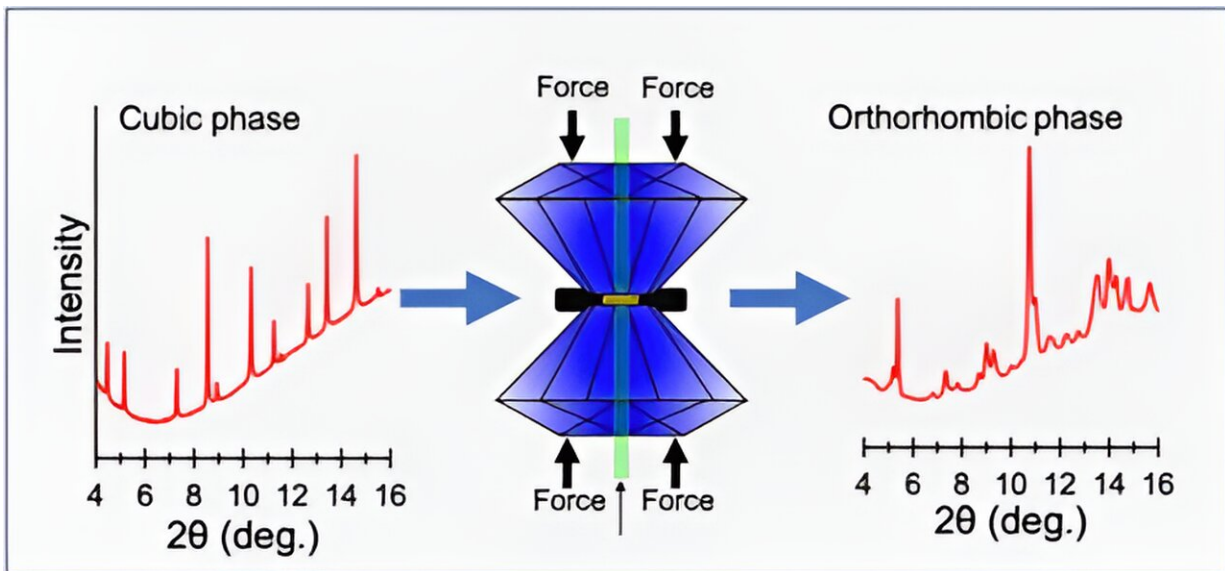 Cubic phase
Intensity
4 6 8 10 12 14 16
2θ (deg.)
Force Force
Force Force
Orthorhombic phase
4 6 8 10 12 14 16
2θ (deg.)